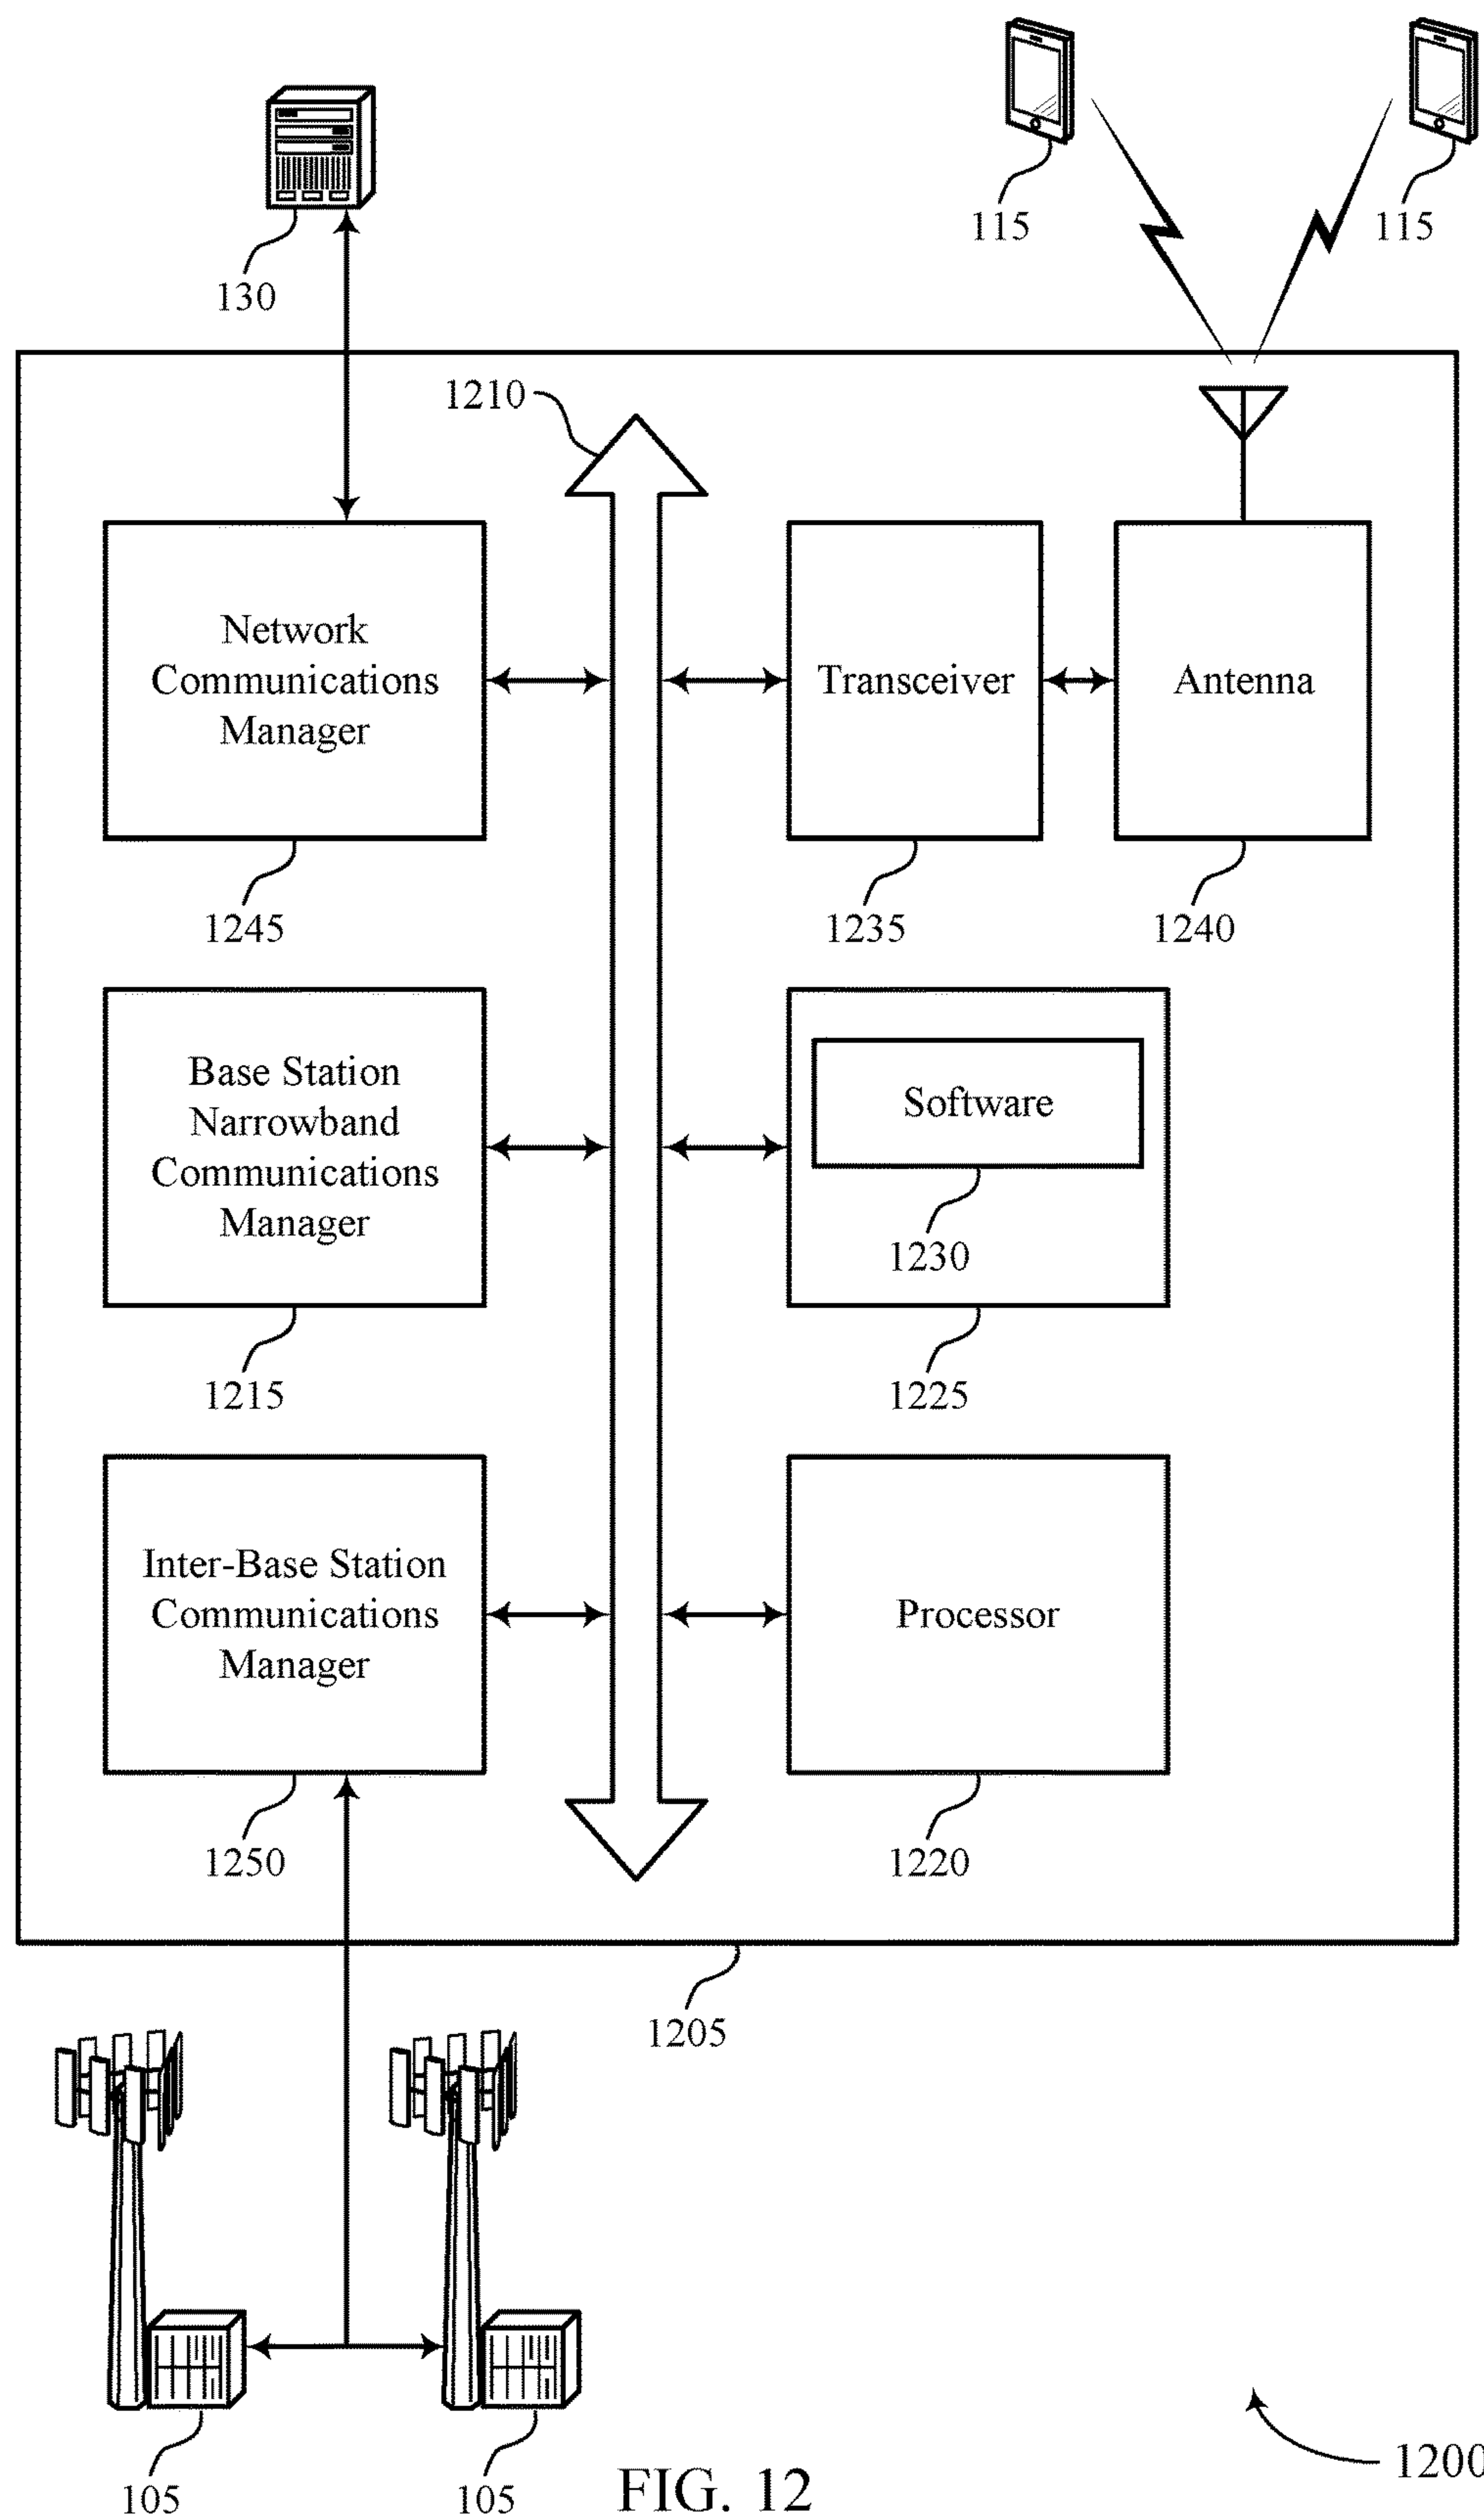 115
115
130
1210
Network
Communications
Manager
Transceiver
Antenna
1245
1235
1240
Base Station
Narrowband
Communications
Manager
Software
1230
1215
1225
Inter-Base Station
Communications
Manager
Processor
1250
1220
1205
105
105
FIG. 12
1200